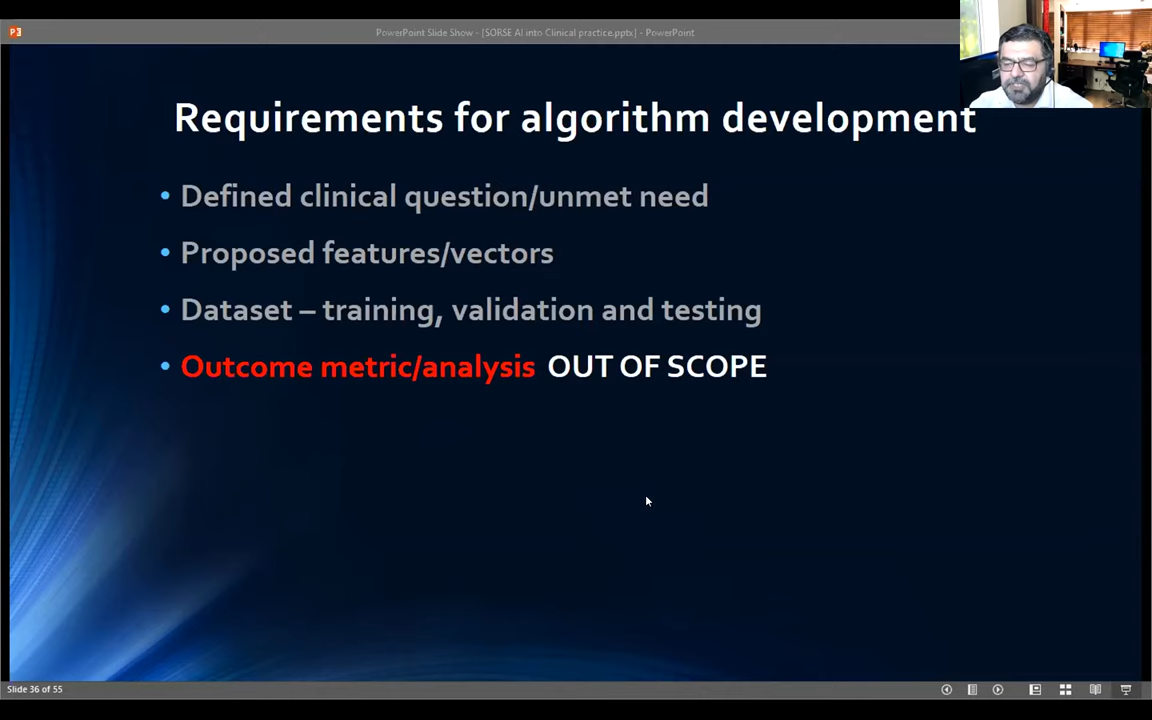 PowerPoint Slide Show - [SORSE AI into Clinical practice.pptx] - PowerPoint
Requirements for algorithm development
• Defined clinical question/unmet need
• Proposed features/vectors
• Dataset – training, validation and testing
• Outcome metric/analysis OUT OF SCOPE
Slide 36 of 55